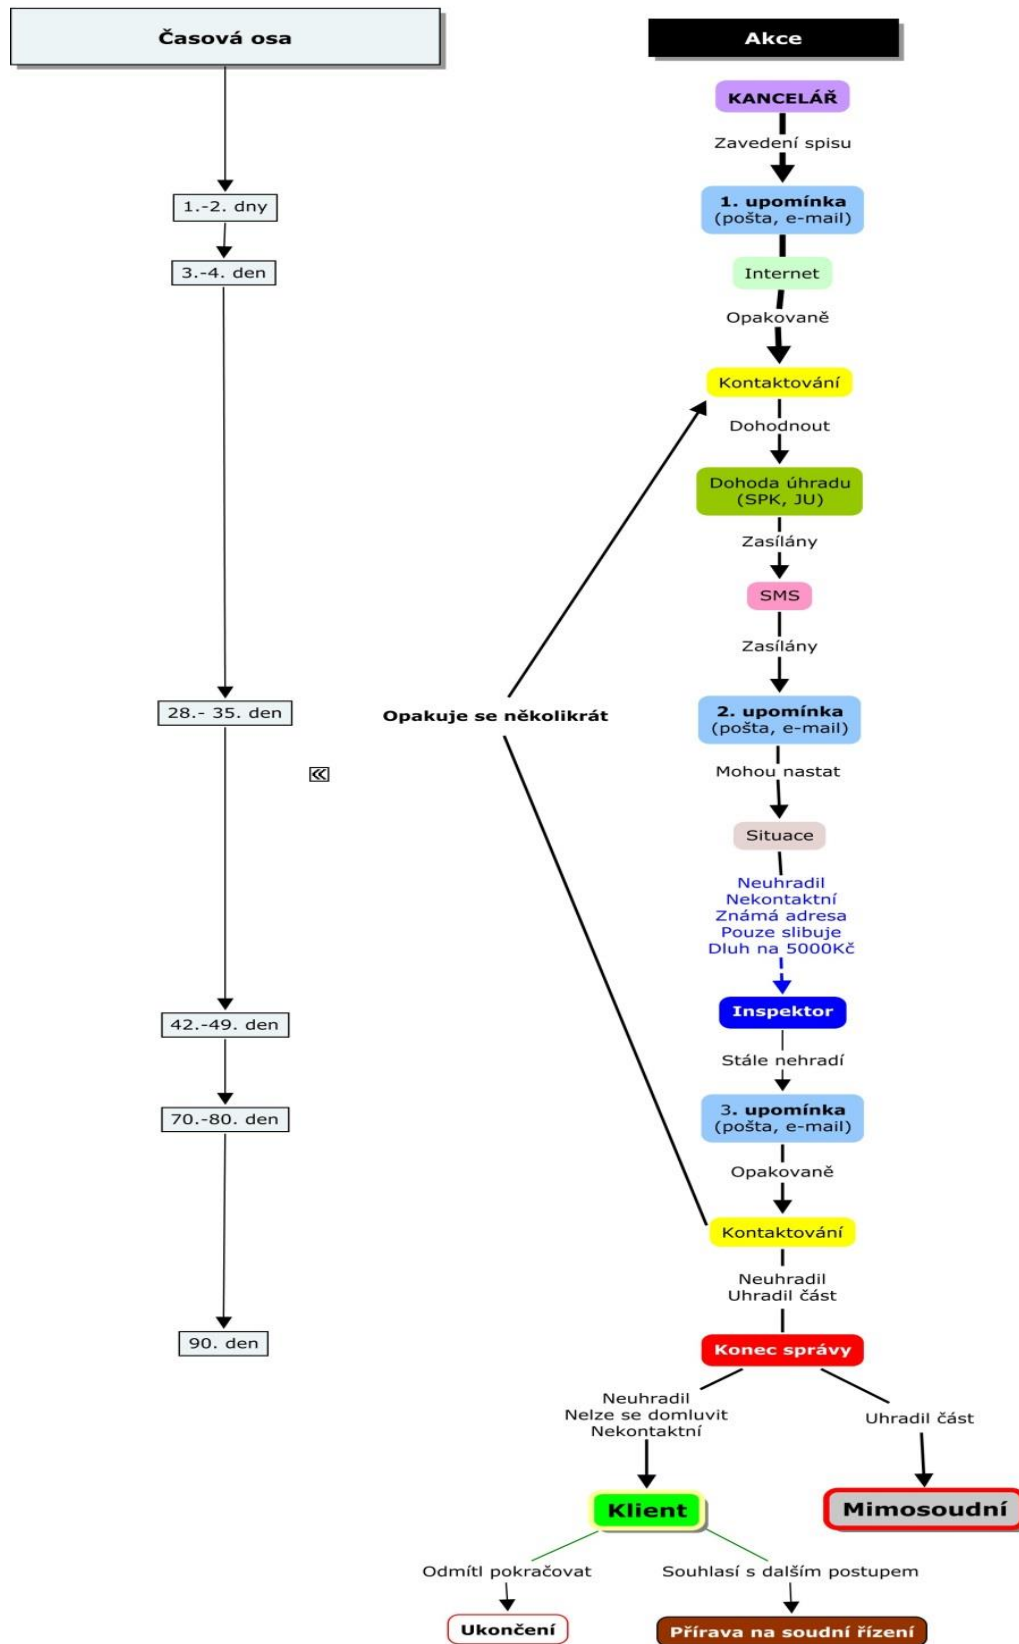 Časová osa
Akce
KANCELÁŘ
Zavedení spisu
1.-2. dny
1. upomínka
(pošta, e-mail)
3.-4. den
Internet
Opakovaně
Kontaktování
Dohodnout
Dohoda úhradu
(SPK, JU)
Zasílány
SMS
Zasílány
28.- 35. den
Opakuje se několikrát
2. upomínka
(pošta, e-mail)
Mohou nastat
Situace
Neuhradil
Nekontaktní
Známá adresa
Pouze slibuje
Dluh na 5000Kč
42.-49. den
Inspektor
Stále nehradí
70.-80. den
3. upomínka
(pošta, e-mail)
Opakovaně
Kontaktování
Neuhradil
Uhradil část
90. den
Konec správy
Neuhradil
Nelze se domluvit
Nekontaktní
Uhradil část
Klient
Mimosoudní
Odmítl pokračovat
Souhlasí s dalším postupem
Ukončení
Přírava na soudní řízení